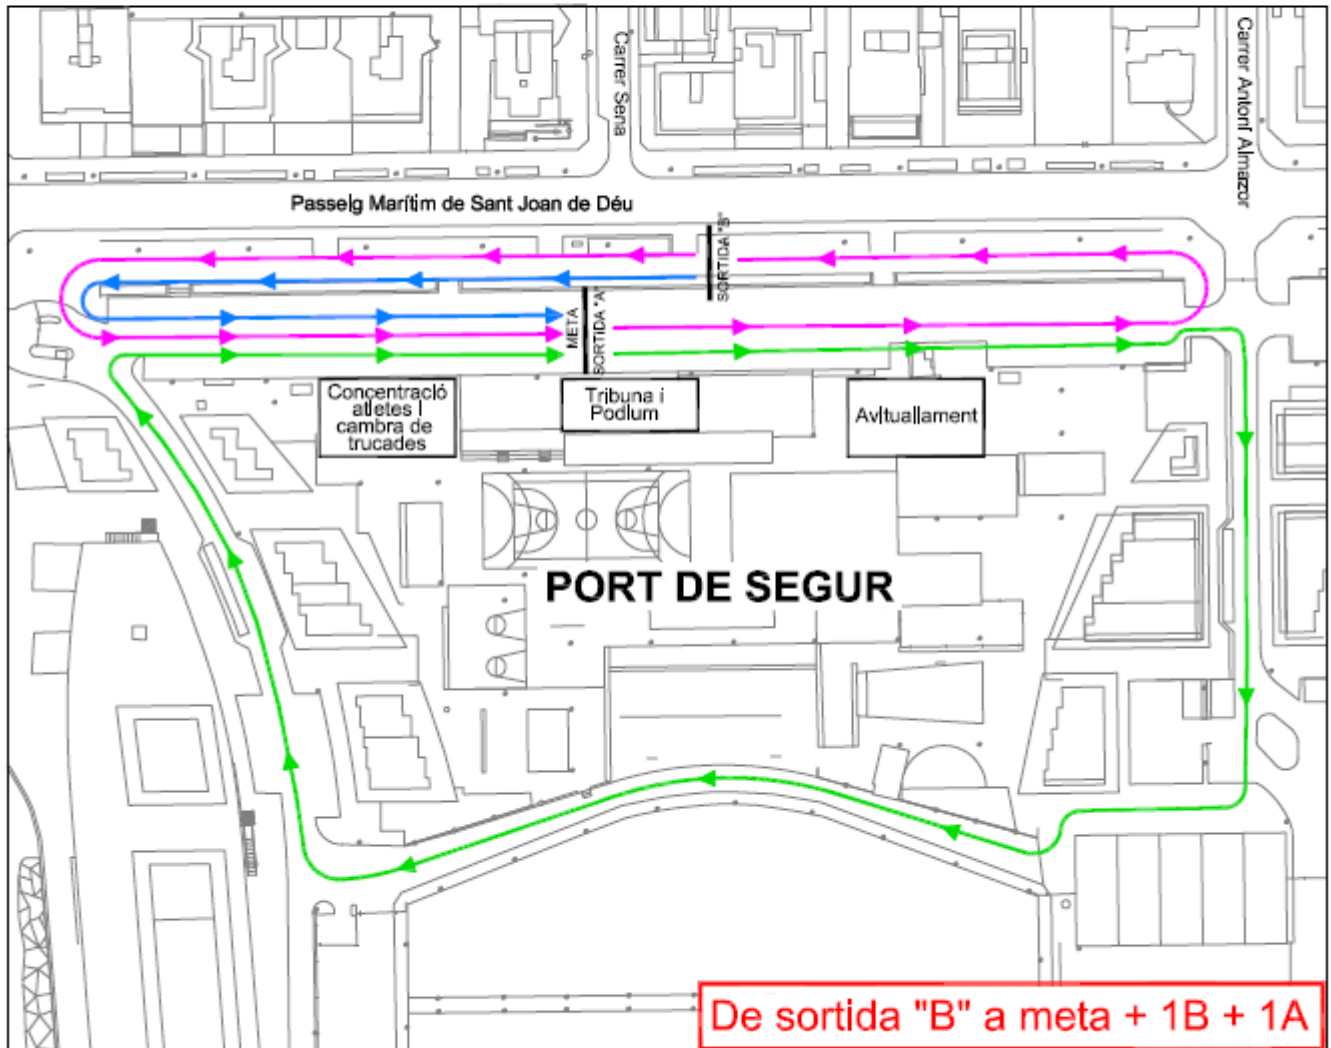 Carrer Sena
Carrer Antoni Almazor
Passeig Marítim de Sant Joan de Déu
SORTIDA "B"
META
SORTIDA "A"
Concentració
atletes i
cambra de
trucades
Tribuna i
Podium
Avituallament
PORT DE SEGUR
De sortida "B" a meta + 1B + 1A